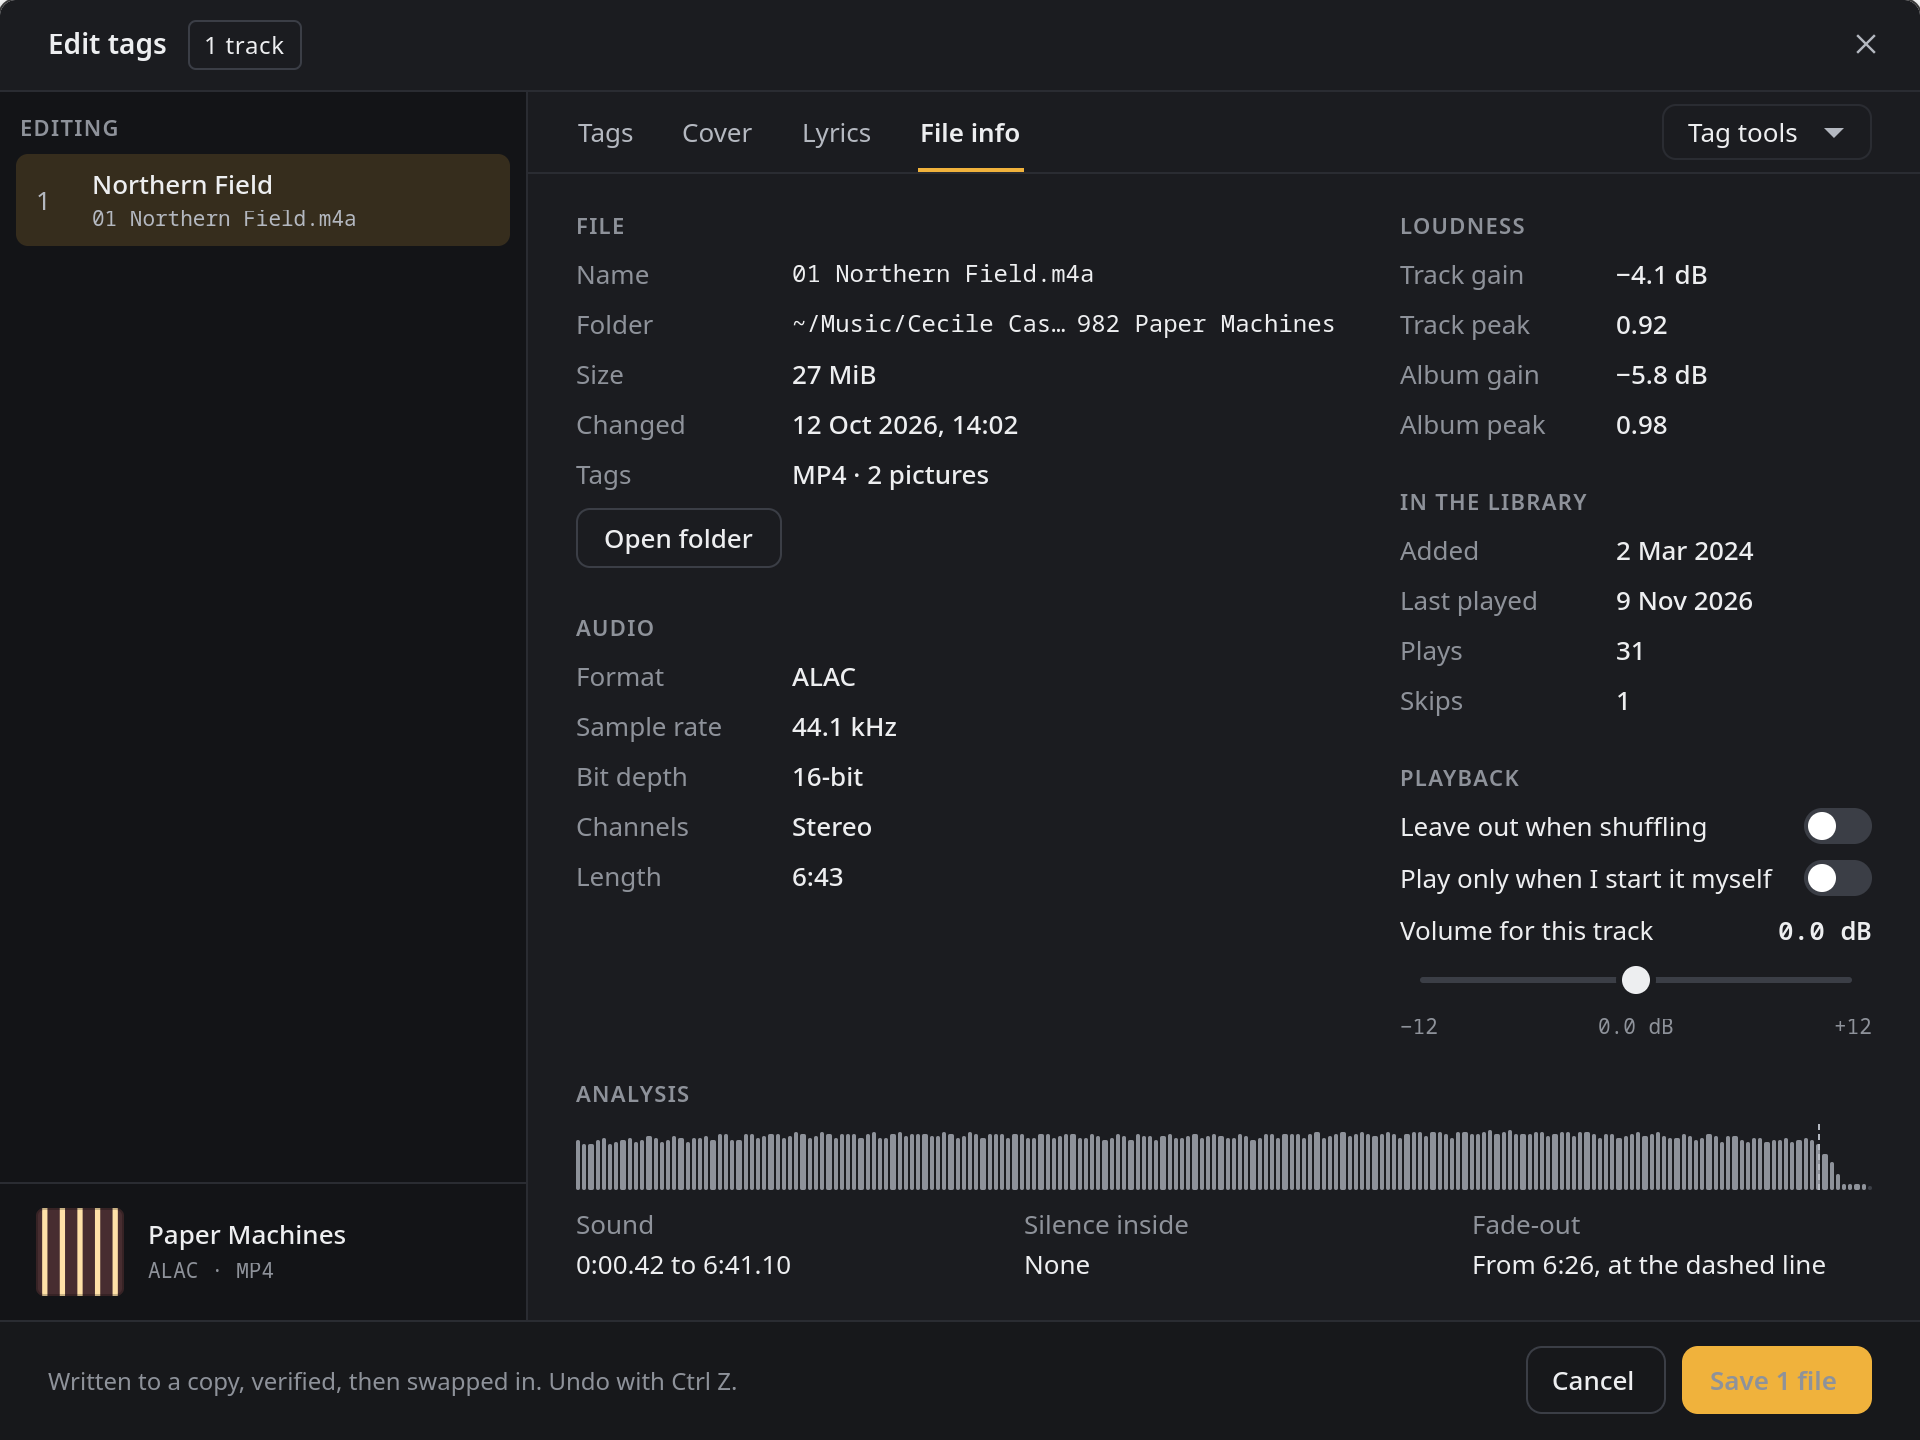 Edit tags
1 track
EDITING
1
Northern Field
01 Northern Field.m4a
Paper Machines
ALAC · MP4
Tags
Cover
Lyrics
File info
Tag tools
FILE
Name
01 Northern Field.m4a
Folder
~/Music/Cecile Cas… 982 Paper Machines
Size
27 MiB
Changed
12 Oct 2026, 14:02
Tags
MP4 · 2 pictures
Open folder
AUDIO
Format
ALAC
Sample rate
44.1 kHz
Bit depth
16-bit
Channels
Stereo
Length
6:43
LOUDNESS
Track gain
−4.1 dB
Track peak
0.92
Album gain
−5.8 dB
Album peak
0.98
IN THE LIBRARY
Added
2 Mar 2024
Last played
9 Nov 2026
Plays
31
Skips
1
PLAYBACK
Leave out when shuffling
Play only when I start it myself
Volume for this track
0.0 dB
−12
0.0 dB
+12
ANALYSIS
Sound
0:00.42 to 6:41.10
Silence inside
None
Fade-out
From 6:26, at the dashed line
Written to a copy, verified, then swapped in. Undo with Ctrl Z.
Cancel
Save 1 file